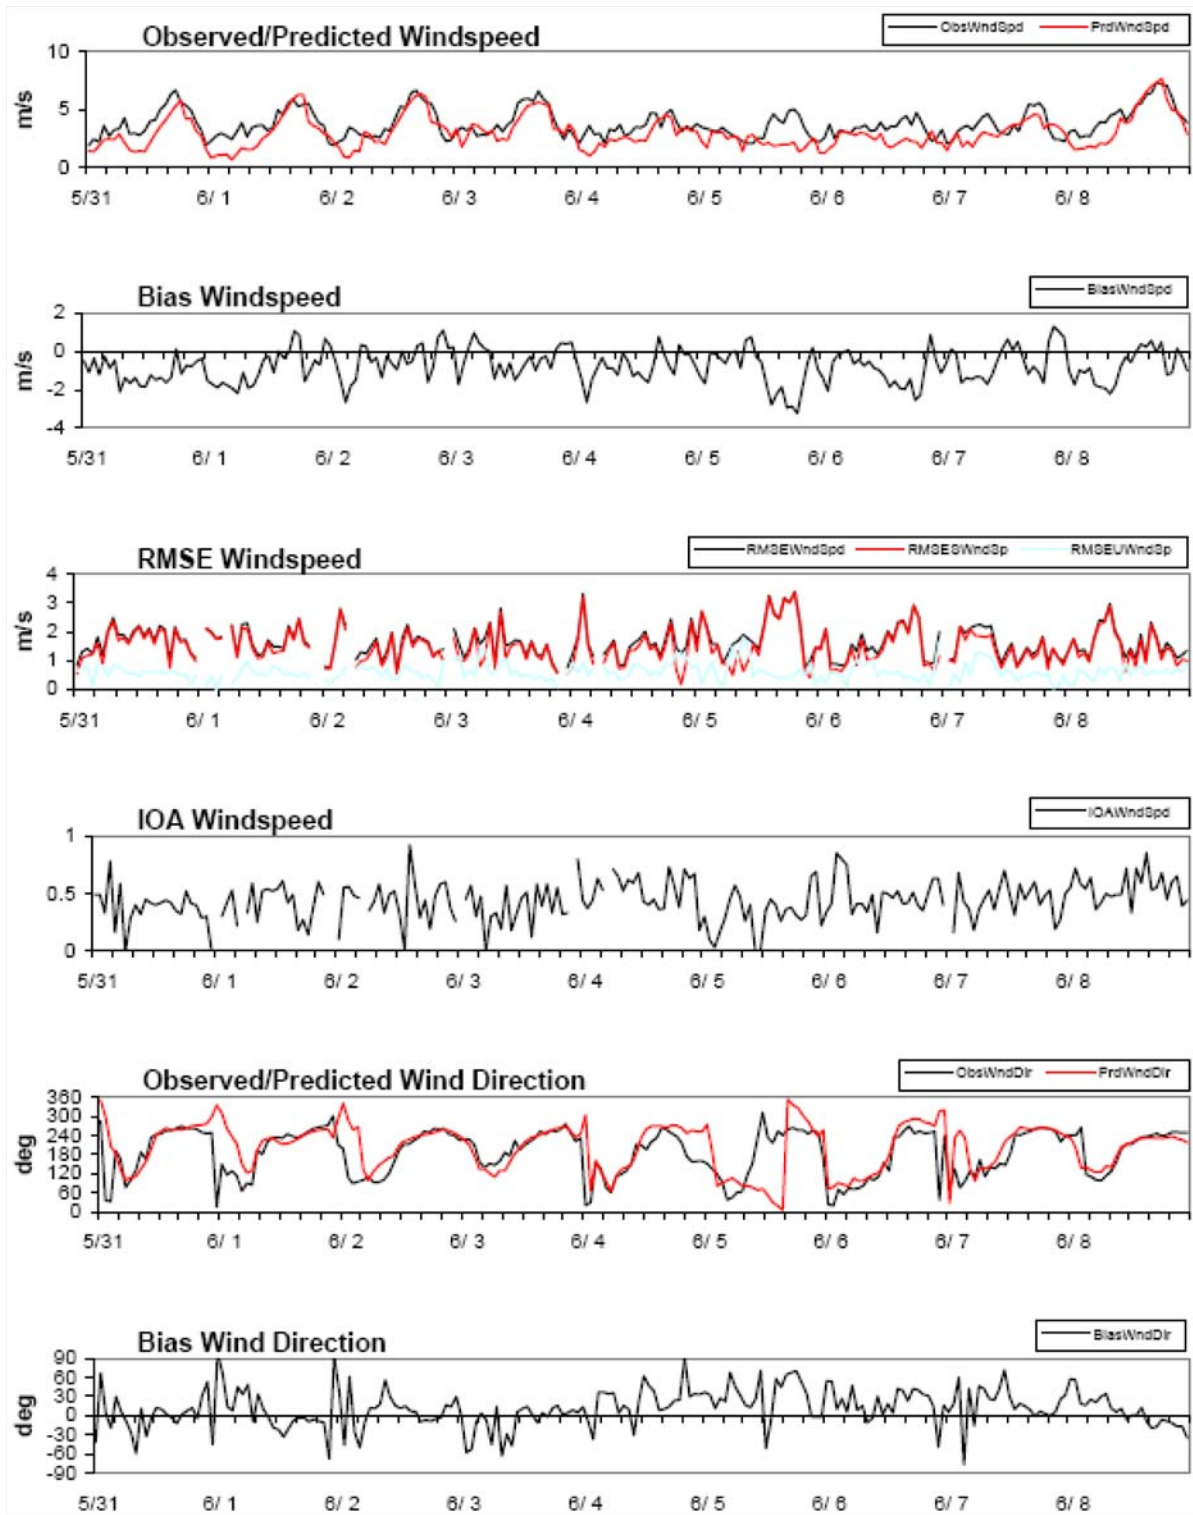 Observed/Predicted Windspeed
ObsWndSpd PrdWndSpd
10
5
0
m/s
5/31 6/ 1 6/ 2 6/ 3 6/ 4 6/ 5 6/ 6 6/ 7 6/ 8
Bias Windspeed
BiasWndSpd
2
0
-2
-4
m/s
5/31 6/ 1 6/ 2 6/ 3 6/ 4 6/ 5 6/ 6 6/ 7 6/ 8
RMSE Windspeed
RMSEWndSpd RMSESWndSp RMSEUWndSp
4
3
2
1
0
m/s
5/31 6/ 1 6/ 2 6/ 3 6/ 4 6/ 5 6/ 6 6/ 7 6/ 8
IOA Windspeed
IOAWndSpd
1
0.5
0
5/31 6/ 1 6/ 2 6/ 3 6/ 4 6/ 5 6/ 6 6/ 7 6/ 8
Observed/Predicted Wind Direction
ObsWndDir PrdWndDir
360
300
240
180
120
60
0
deg
5/31 6/ 1 6/ 2 6/ 3 6/ 4 6/ 5 6/ 6 6/ 7 6/ 8
Bias Wind Direction
BiasWndDir
90
60
30
0
-30
-60
-90
deg
5/31 6/ 1 6/ 2 6/ 3 6/ 4 6/ 5 6/ 6 6/ 7 6/ 8